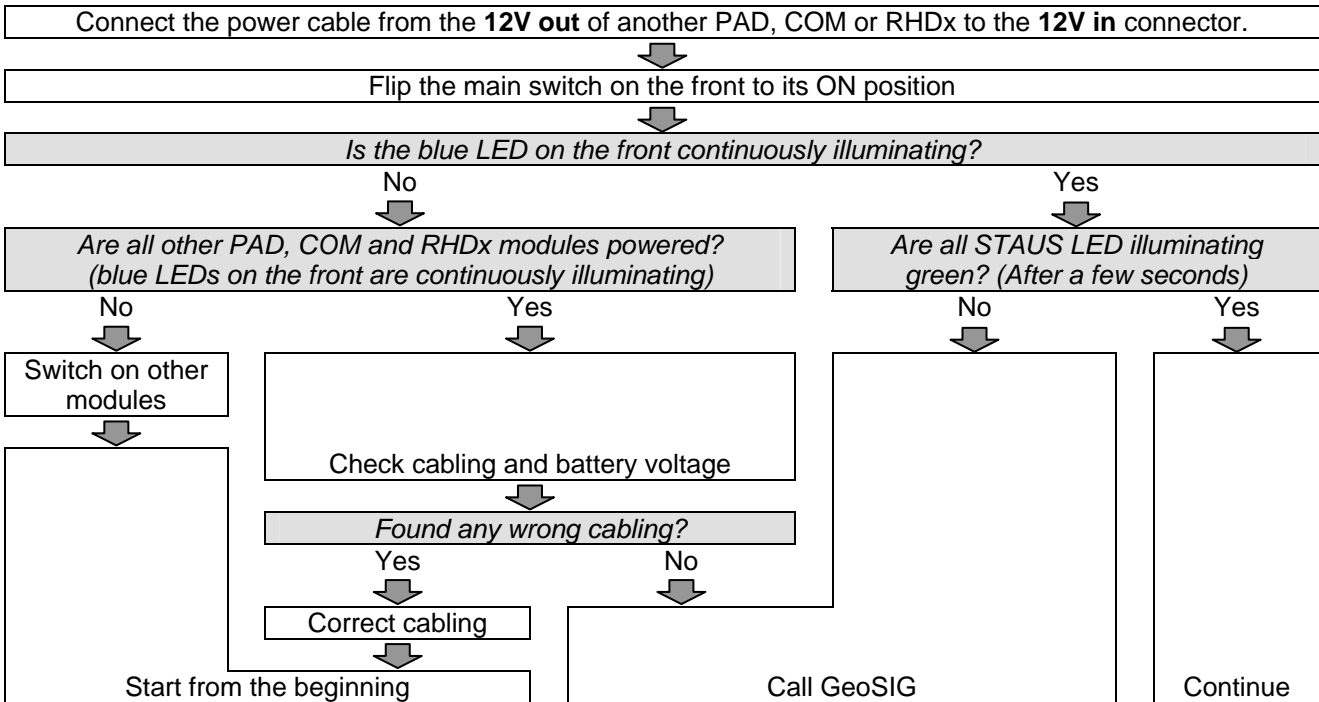 Connect the power cable from the 12V out of another PAD, COM or RHDx to the 12V in connector.
Flip the main switch on the front to its ON position
Is the blue LED on the front continuously illuminating?
No
Yes
Are all other PAD, COM and RHDx modules powered?
(blue LEDs on the front are continuously illuminating)
Are all STAUS LED illuminating
green? (After a few seconds)
No
Yes
No
Yes
Switch on other
modules
Check cabling and battery voltage
Found any wrong cabling?
Yes
No
Correct cabling
Start from the beginning
Call GeoSIG
Continue